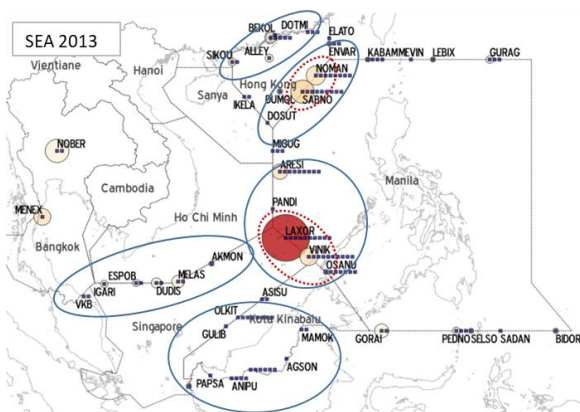 SEA 2013
BEKOL
DOTMI
ELATO
ENVAR
ALLEY
SIKOU
KABAM
MEVIN
LEBIX
GURAG
Vientiane
Hanoi
NOMAN
Hong Kong
Sanya
IKELA
DUMOL
SABNO
DOSUT
MIGUG
NOBER
ARESI
Manila
Cambodia
PANDI
MENEX
Ho Chi Minh
LAXOR
Bangkok
VINIK
AKMON
OSANU
ESPOB
MELAS
IGARI
DUDIS
VKB
ASISU
OLKIT
Kota Kinabalu
Singapore
GULIB
MAMOK
GORAI
PEDNO
SELSO
SADAN
BIDOR
AGSON
PAPSA
ANIPU